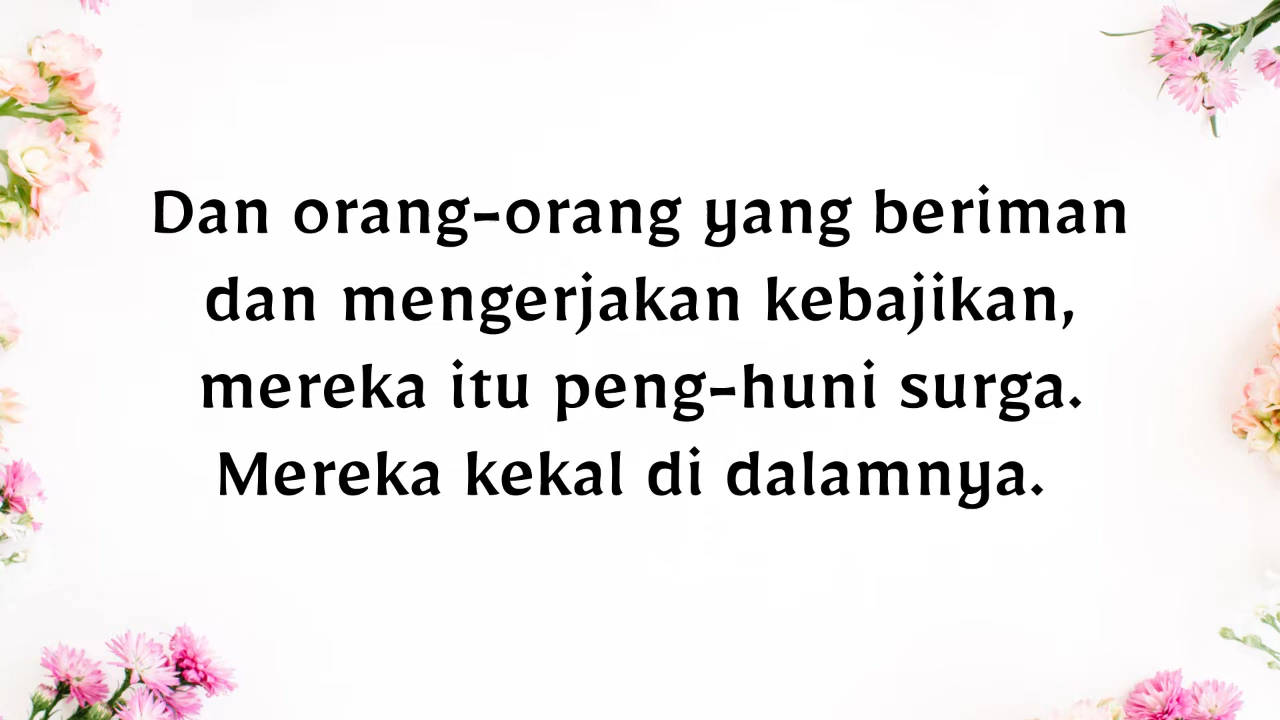 Dan orang-orang yang beriman
dan mengerjakan kebajikan,
mereka itu peng-huni surga.
Mereka kekal di dalamnya.